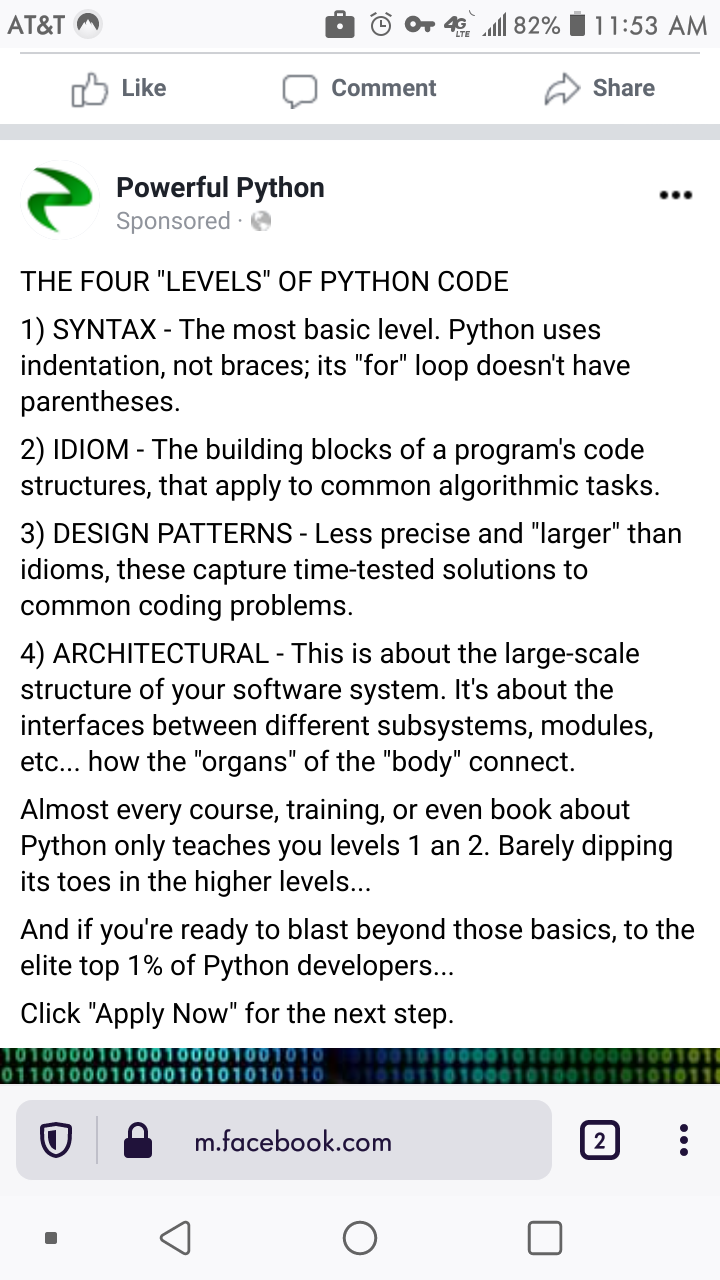 AT&T 4G LTE 82% 11:53 AM
Like Comment Share
Powerful Python
Sponsored ·
THE FOUR "LEVELS" OF PYTHON CODE
1) SYNTAX - The most basic level. Python uses
indentation, not braces; its "for" loop doesn't have
parentheses.
2) IDIOM - The building blocks of a program's code
structures, that apply to common algorithmic tasks.
3) DESIGN PATTERNS - Less precise and "larger" than
idioms, these capture time-tested solutions to
common coding problems.
4) ARCHITECTURAL - This is about the large-scale
structure of your software system. It's about the
interfaces between different subsystems, modules,
etc... how the "organs" of the "body" connect.
Almost every course, training, or even book about
Python only teaches you levels 1 an 2. Barely dipping
its toes in the higher levels...
And if you're ready to blast beyond those basics, to the
elite top 1% of Python developers...
Click "Apply Now" for the next step.
m.facebook.com 2